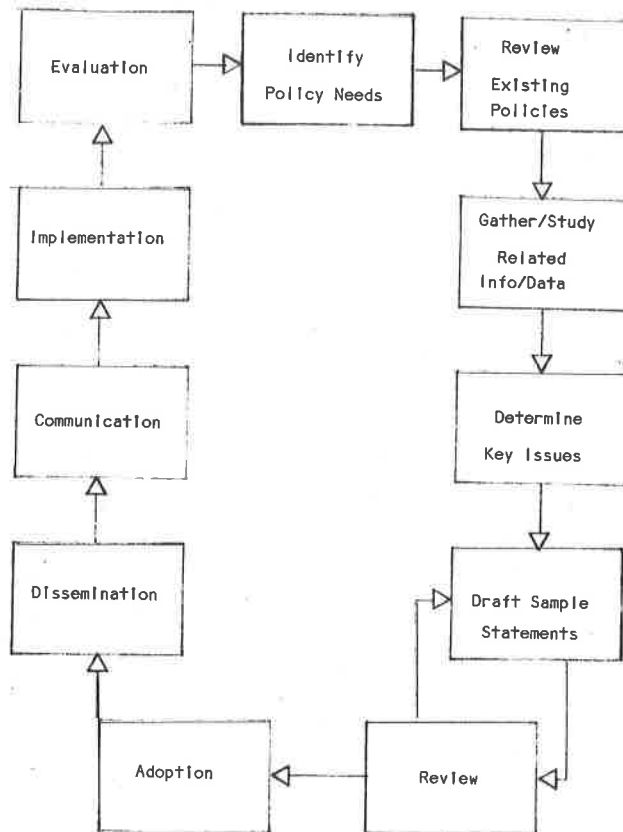 Evaluation
Identify
Policy Needs
Review
Existing
Policies
Gather/Study
Related
Info/Data
Determine
Key Issues
Draft Sample
Statements
Review
Adoption
Dissemination
Communication
Implementation